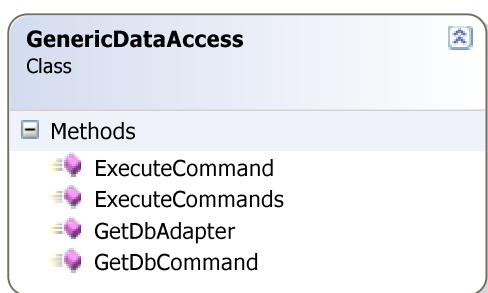 GenericDataAccess
Class
Methods
ExecuteCommand
ExecuteCommands
GetDbAdapter
GetDbCommand